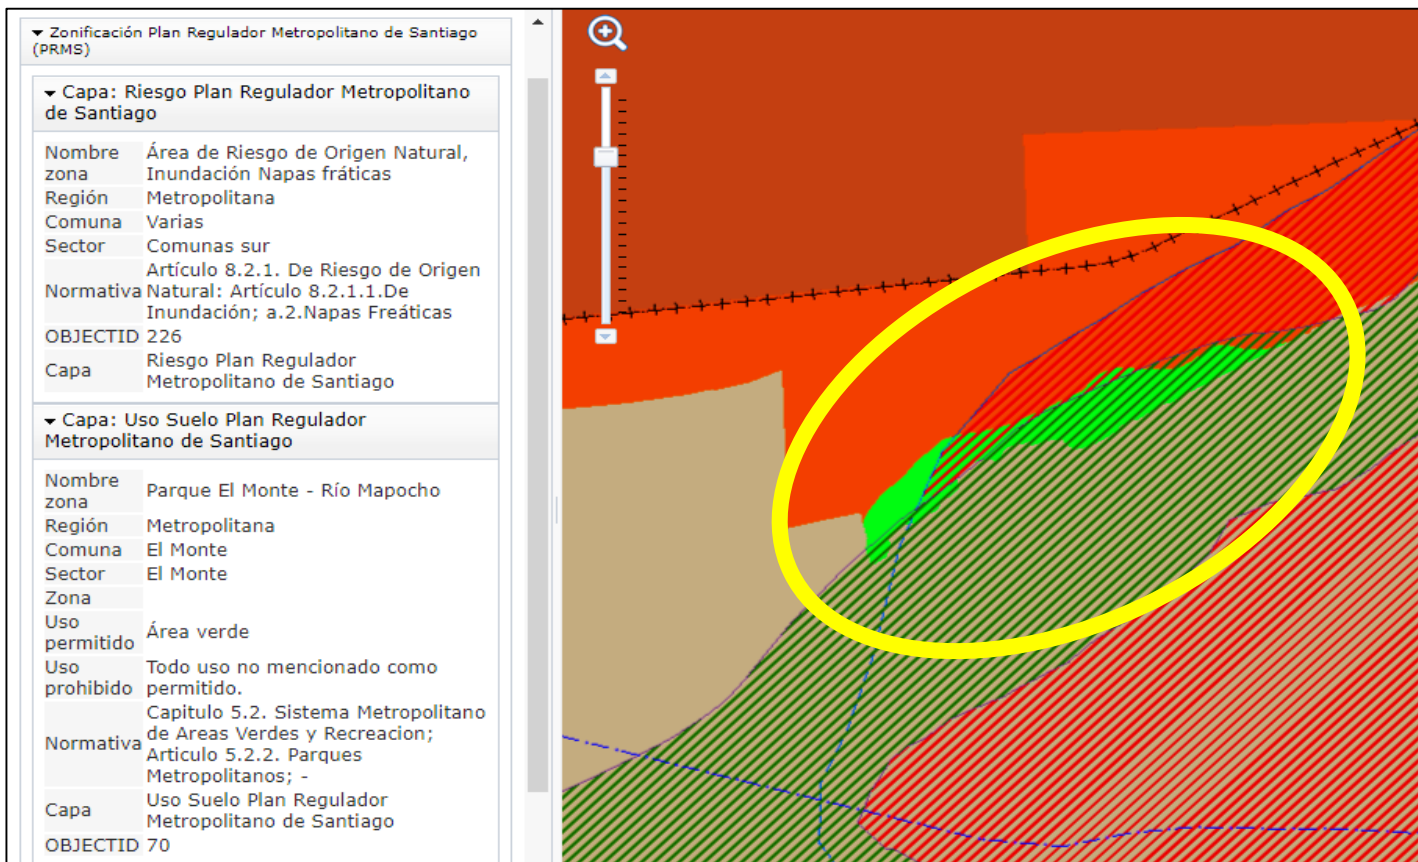 Zonificación Plan Regulador Metropolitano de Santiago
(PRMS)
Capa: Riesgo Plan Regulador Metropolitano
de Santiago
Nombre zona Área de Riesgo de Origen Natural,
Inundación Napas fráticas
Región Metropolitana
Comuna Varias
Sector Comunas sur
Normativa Artículo 8.2.1. De Riesgo de Origen
Natural: Artículo 8.2.1.1.De
Inundación; a.2.Napas Freáticas
OBJECTID 226
Capa Riesgo Plan Regulador
Metropolitano de Santiago
Capa: Uso Suelo Plan Regulador
Metropolitano de Santiago
Nombre zona Parque El Monte - Río Mapocho
Región Metropolitana
Comuna El Monte
Sector El Monte
Zona
Uso permitido Área verde
Uso prohibido Todo uso no mencionado como
permitido.
Normativa Capitulo 5.2. Sistema Metropolitano
de Areas Verdes y Recreacion;
Articulo 5.2.2. Parques
Metropolitanos; -
Capa Uso Suelo Plan Regulador
Metropolitano de Santiago
OBJECTID 70